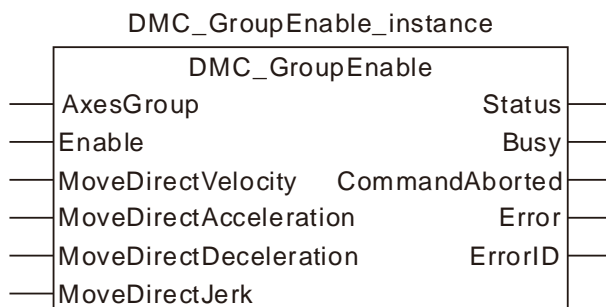 DMC_GroupEnable_instance
DMC_GroupEnable
AxesGroup Status
Enable Busy
MoveDirectVelocity CommandAborted
MoveDirectAcceleration Error
MoveDirectDeceleration ErrorID
MoveDirectJerk